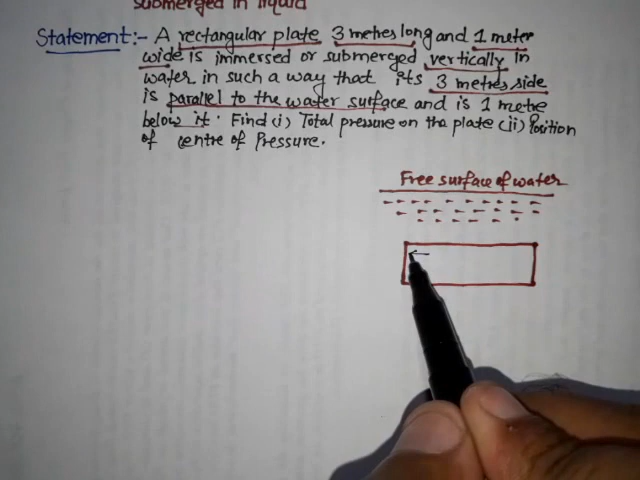 submerged in liquid
Statement:- A rectangular plate 3 metres long and 1 meter
wide is immersed or submerged vertically in
water in such a way that its 3 metres side
is parallel to the water surface and is 1 metre
below it. Find (i) Total pressure on the plate (ii) Position
of centre of Pressure.
Free surface of water